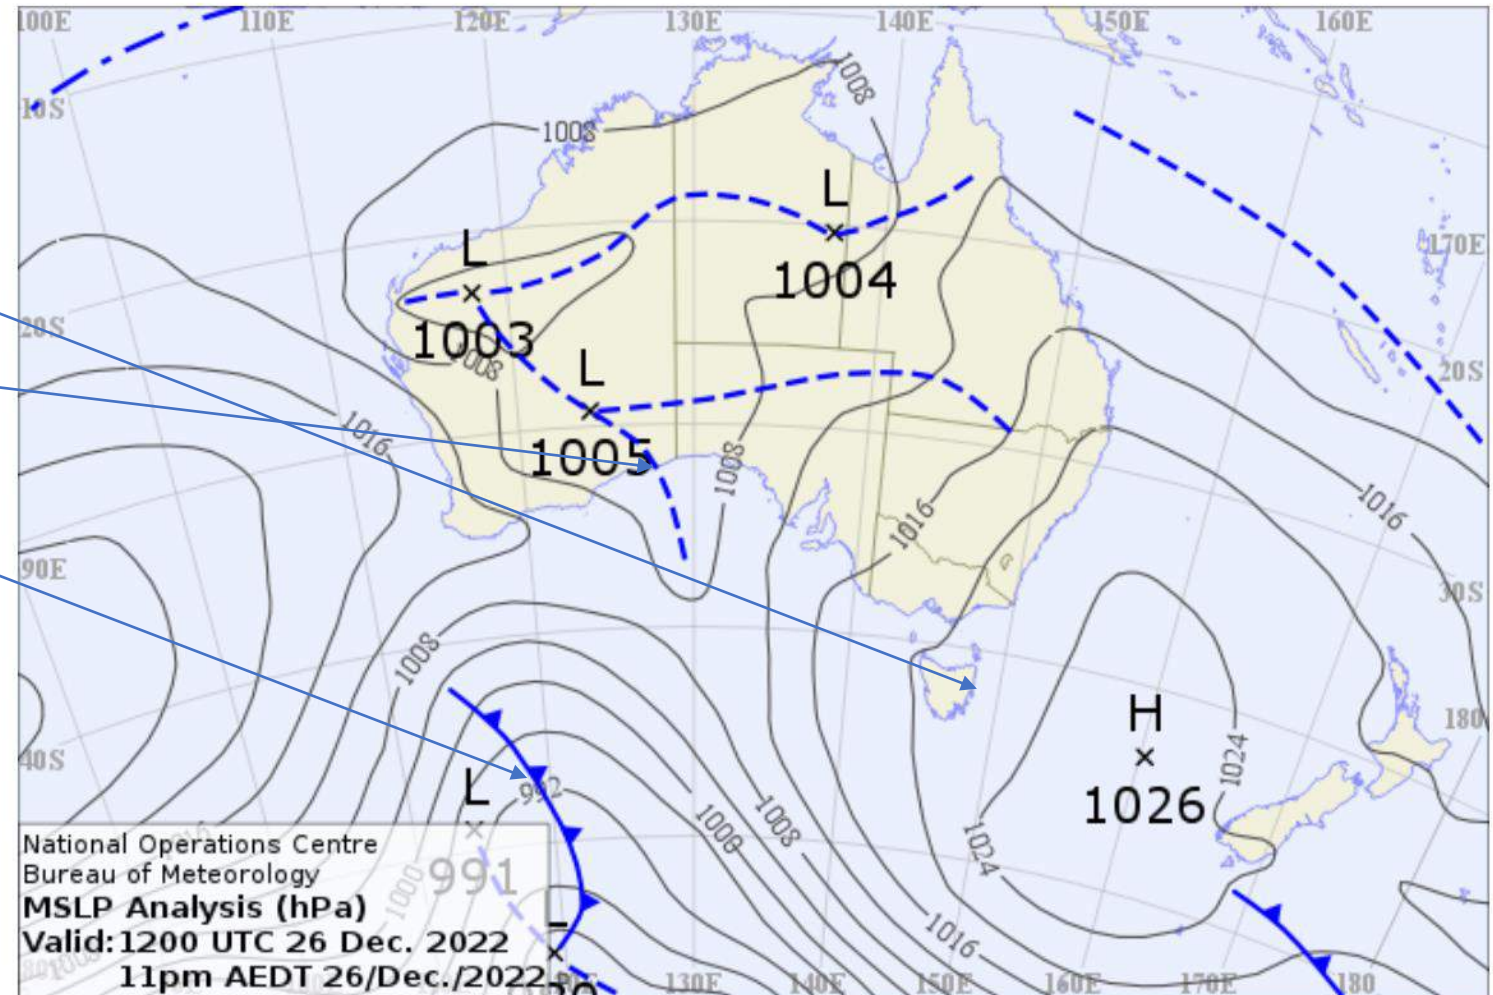 100E 110E 120E 130E 140E 150E 160E
10S
1008
1008
L
170E
L
1004
20S
1003
1008
L
20S
1016
1005
1008
1016
1016
90E
30S
1008
H
180
1024
40S
L
992
1026
1000
1008
1024
National Operations Centre
Bureau of Meteorology
991
1000
MSLP Analysis (hPa)
Valid: 1200 UTC 26 Dec. 2022
1016
11pm AEDT 26/Dec./2022
130E 140E 150E 160E 170E 180